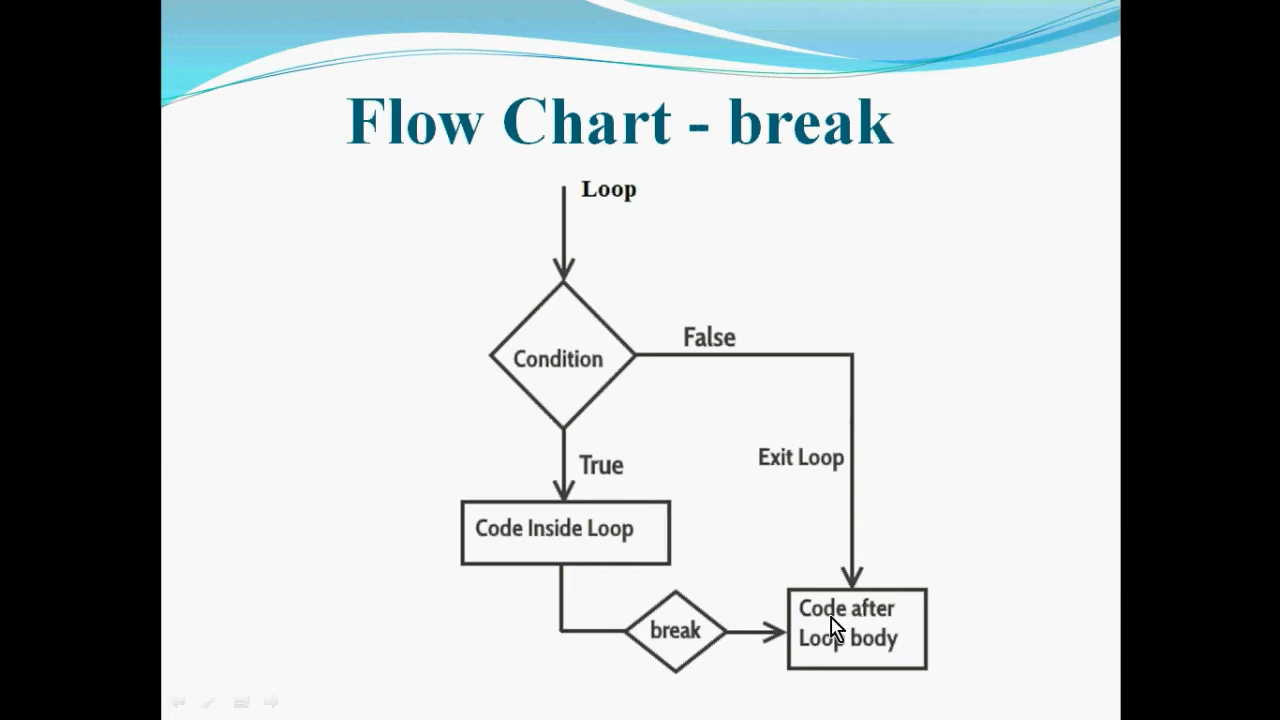 Flow Chart - break
Loop
False
Condition
Exit Loop
True
Code Inside Loop
Code after
Loop body
break